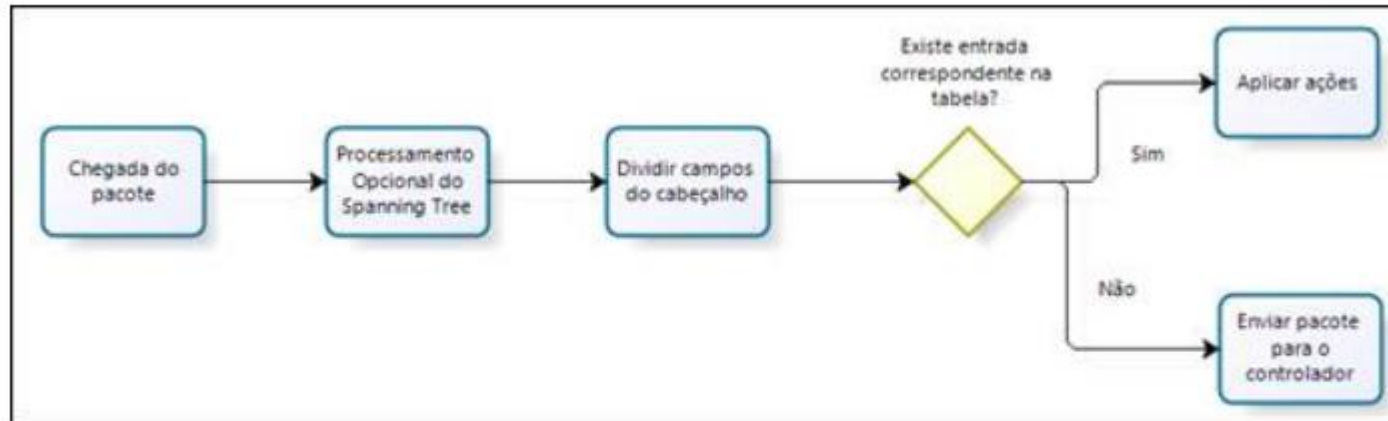 Chegada do
pacote
Processamento
Opcional do
Spanning Tree
Dividir campos
do cabeçalho
Existe entrada
correspondente na
tabela?
Sim
Aplicar ações
Não
Enviar pacote
para o
controlador